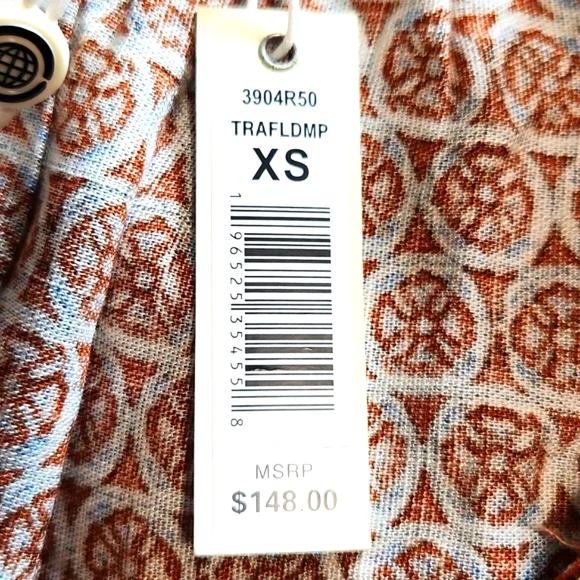 3904R50
TRAFLDMP
XS
1 96525 35455 8
MSRP
$148.00